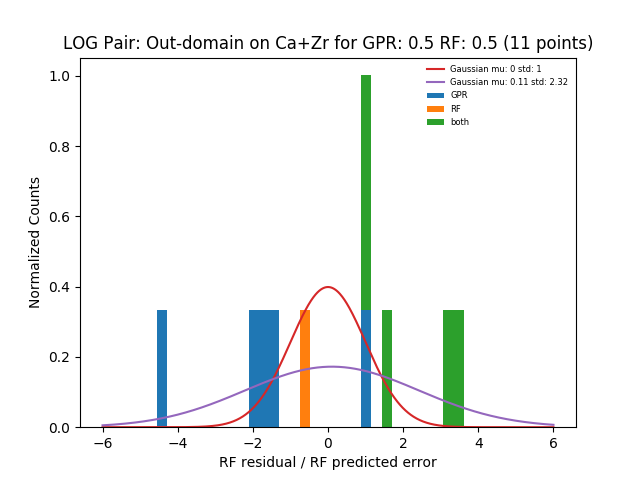 LOG Pair: Out-domain on Ca+Zr for GPR: 0.5 RF: 0.5 (11 points)
Gaussian mu: 0 std: 1
Gaussian mu: 0.11 std: 2.32
GPR
RF
both
Normalized Counts
1.0
0.8
0.6
0.4
0.2
0.0
−6 −4 −2 0 2 4 6
RF residual / RF predicted error